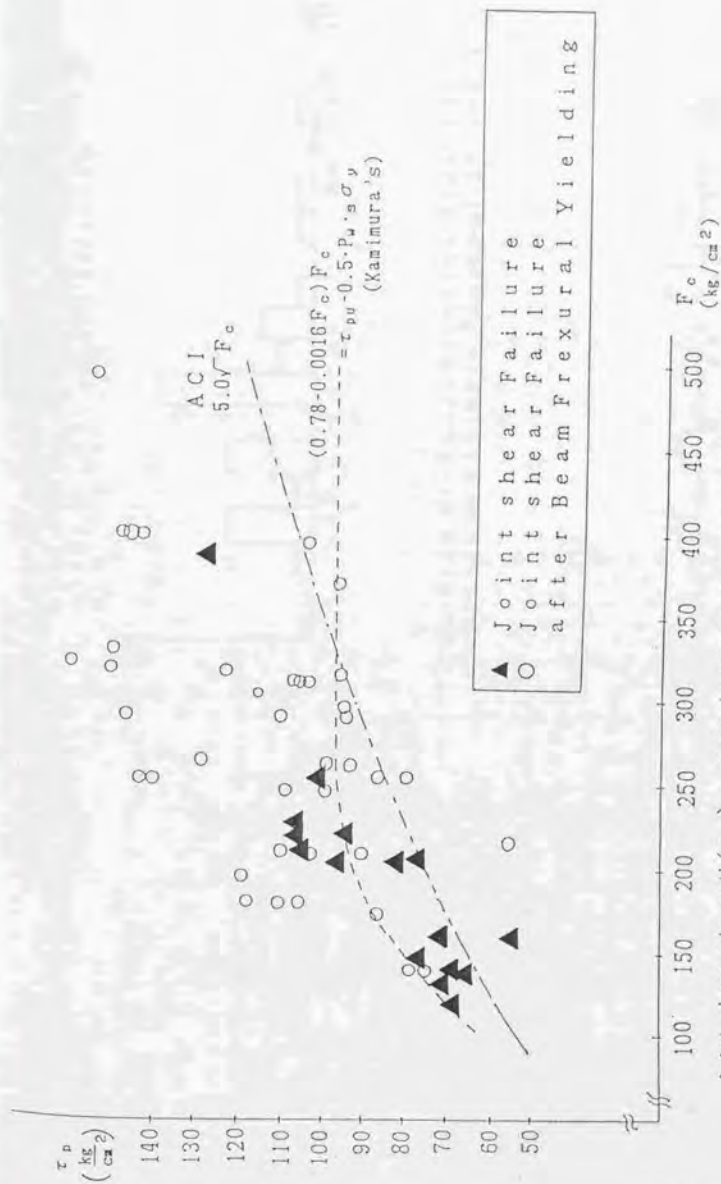 τp
(kg/cm2)
140
130
120
110
100
90
80
70
60
50
ACI
5.0√Fc
(0.78-0.0016Fc)Fc
=τpu-0.5·Pw·sσy
(Kamimura's)
▲ Joint shear Failure
○ Joint shear Failure
after Beam Frexural Yielding
100
150
200
250
300
350
400
450
500
Fc
(kg/cm2)